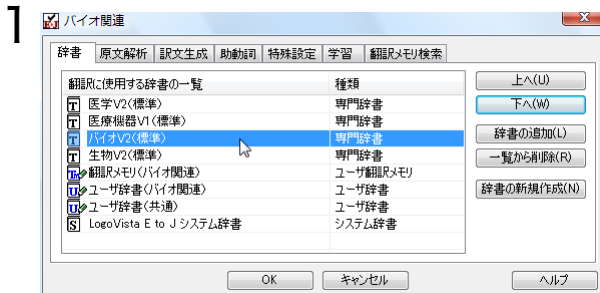 1
バイオ関連
辞書 原文解析 訳文生成 助動詞 特殊設定 学習 翻訳メモリ検索
翻訳に使用する辞書の一覧 種類
医学V2(標準) 専門辞書
医療機器V1(標準) 専門辞書
バイオV2(標準) 専門辞書
生物V2(標準) 専門辞書
翻訳メモリ(バイオ関連) ユーザ翻訳メモリ
ユーザ辞書(バイオ関連) ユーザ辞書
ユーザ辞書(共通) ユーザ辞書
LogoVista E to J システム辞書 システム辞書
上へ(U)
下へ(W)
辞書の追加(L)
一覧から削除(R)
辞書の新規作成(N)
OK キャンセル ヘルプ